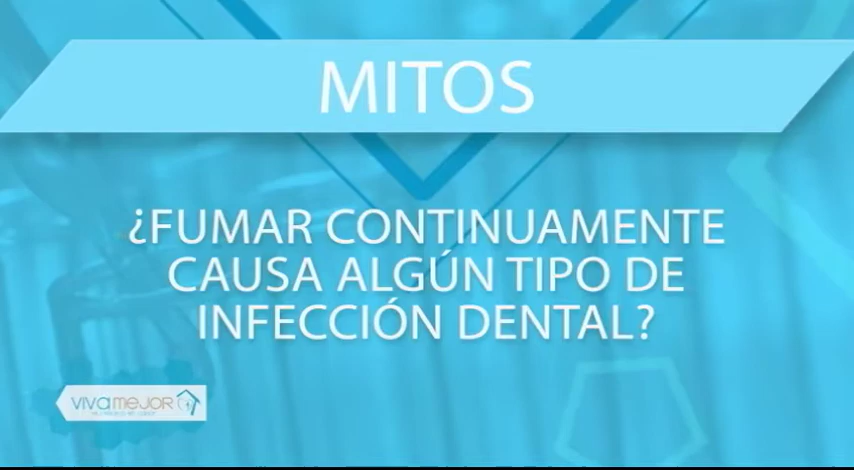 MITOS
¿FUMAR CONTINUAMENTE
CAUSA ALGÚN TIPO DE
INFECCIÓN DENTAL?
VIVAMEJOR